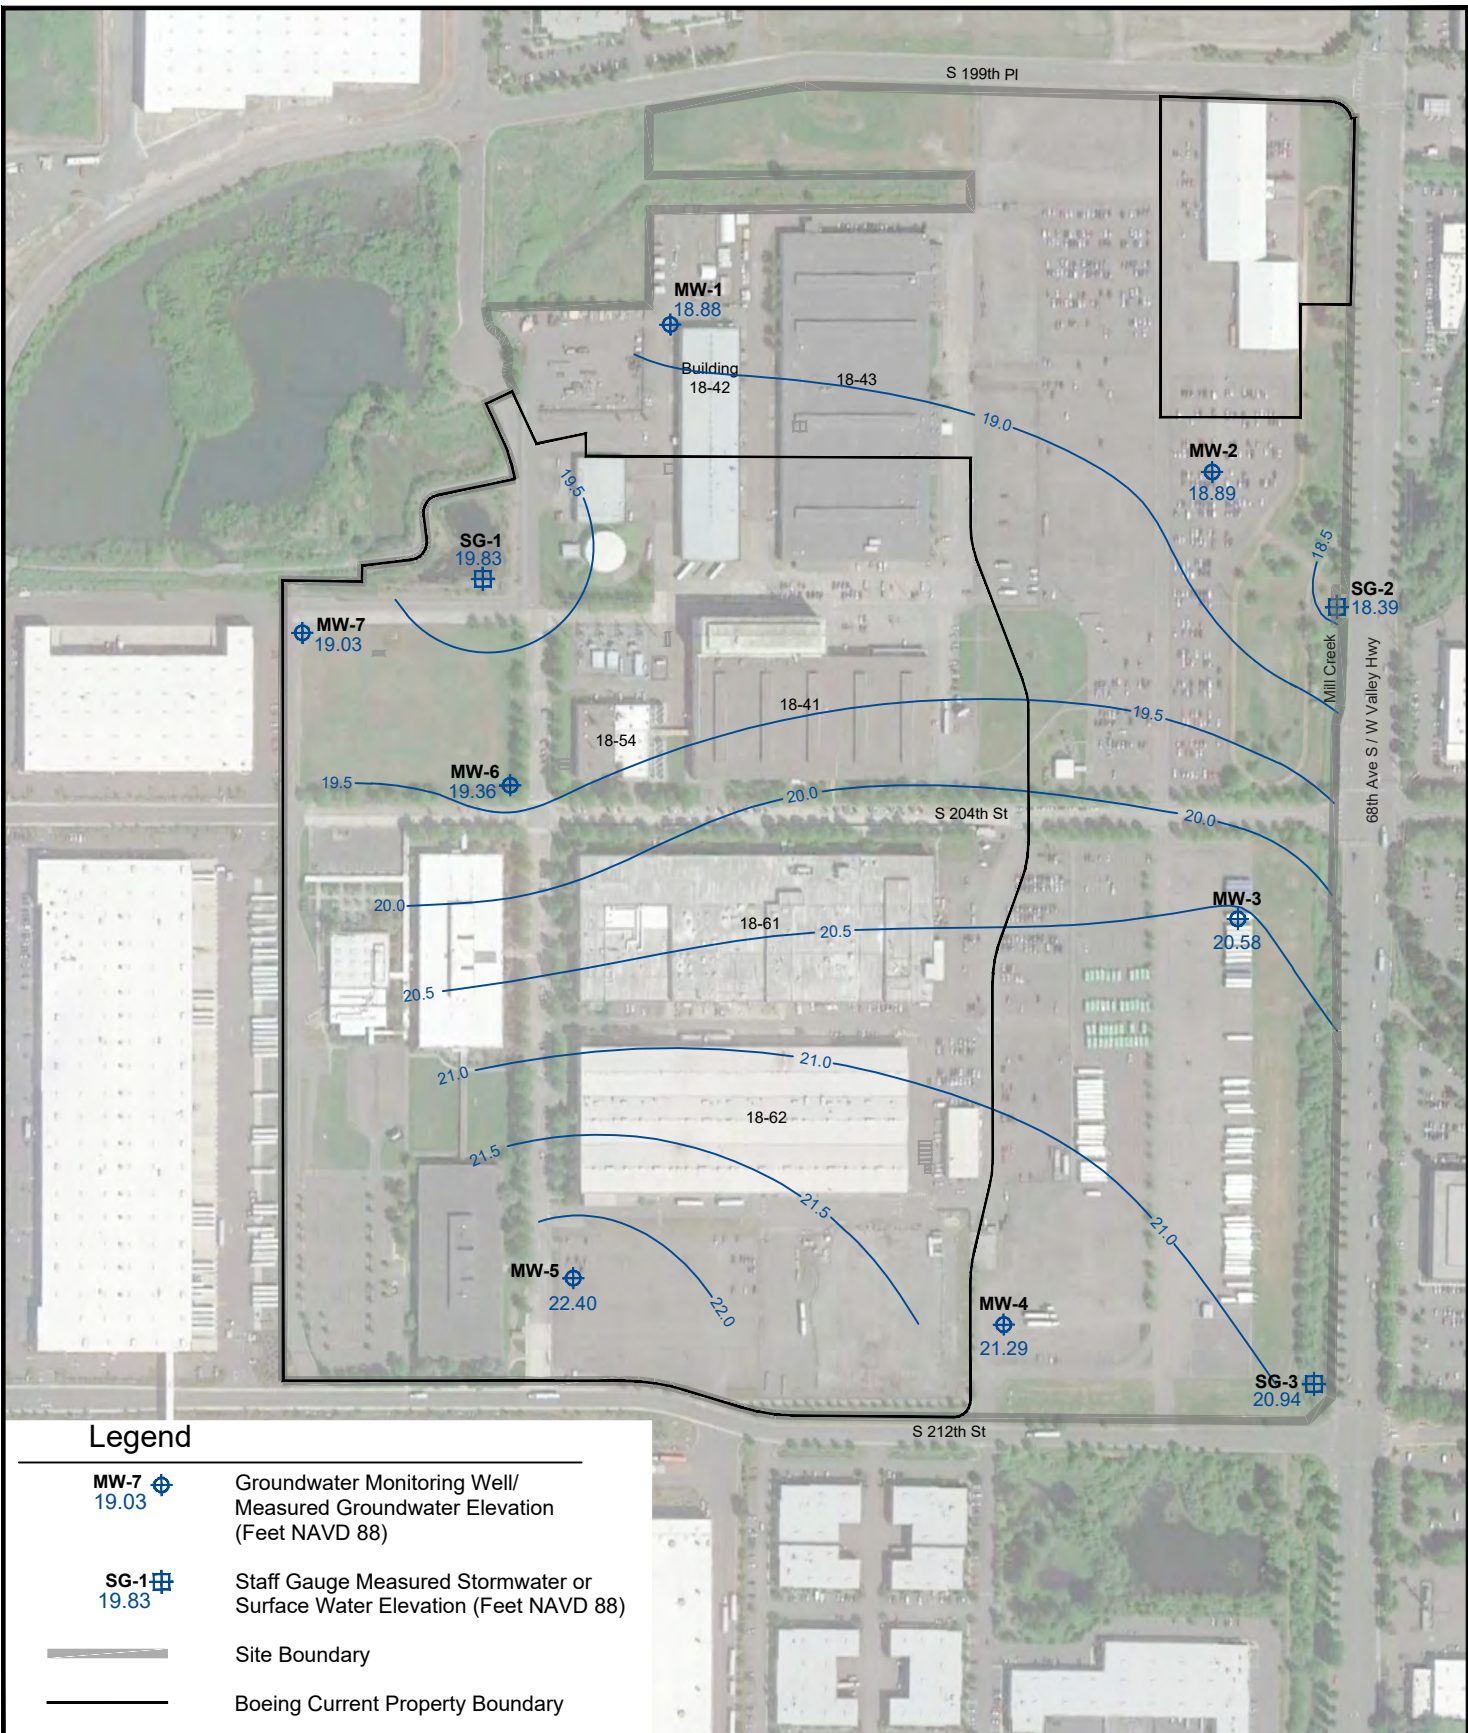 S 199th Pl
MW-1
18.88
Building
18-42
18-43
19.0
MW-2
18.89
19.5
SG-1
19.83
18.5
SG-2
18.39
MW-7
19.03
Mill Creek
68th Ave S / W Valley Hwy
18-41
19.5
18-54
MW-6
19.36
19.5
20.0
S 204th St
20.0
20.0
MW-3
20.58
18-61
20.5
20.5
21.0
21.0
18-62
21.5
21.5
21.0
MW-5
22.40
22.0
MW-4
21.29
SG-3
20.94
S 212th St
Legend
MW-7
19.03
Groundwater Monitoring Well/
Measured Groundwater Elevation
(Feet NAVD 88)
SG-1
19.83
Staff Gauge Measured Stormwater or
Surface Water Elevation (Feet NAVD 88)
Site Boundary
Boeing Current Property Boundary